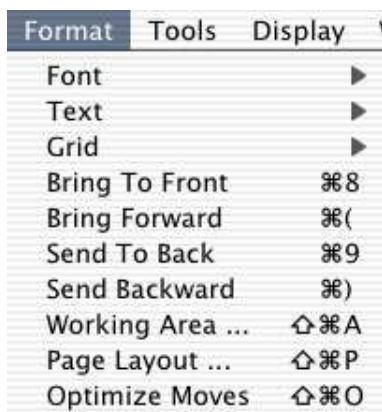 Format Tools Display
Font
Text
Grid
Bring To Front ⌘8
Bring Forward ⌘(
Send To Back ⌘9
Send Backward ⌘)
Working Area ... ⇧⌘A
Page Layout ... ⇧⌘P
Optimize Moves ⇧⌘O